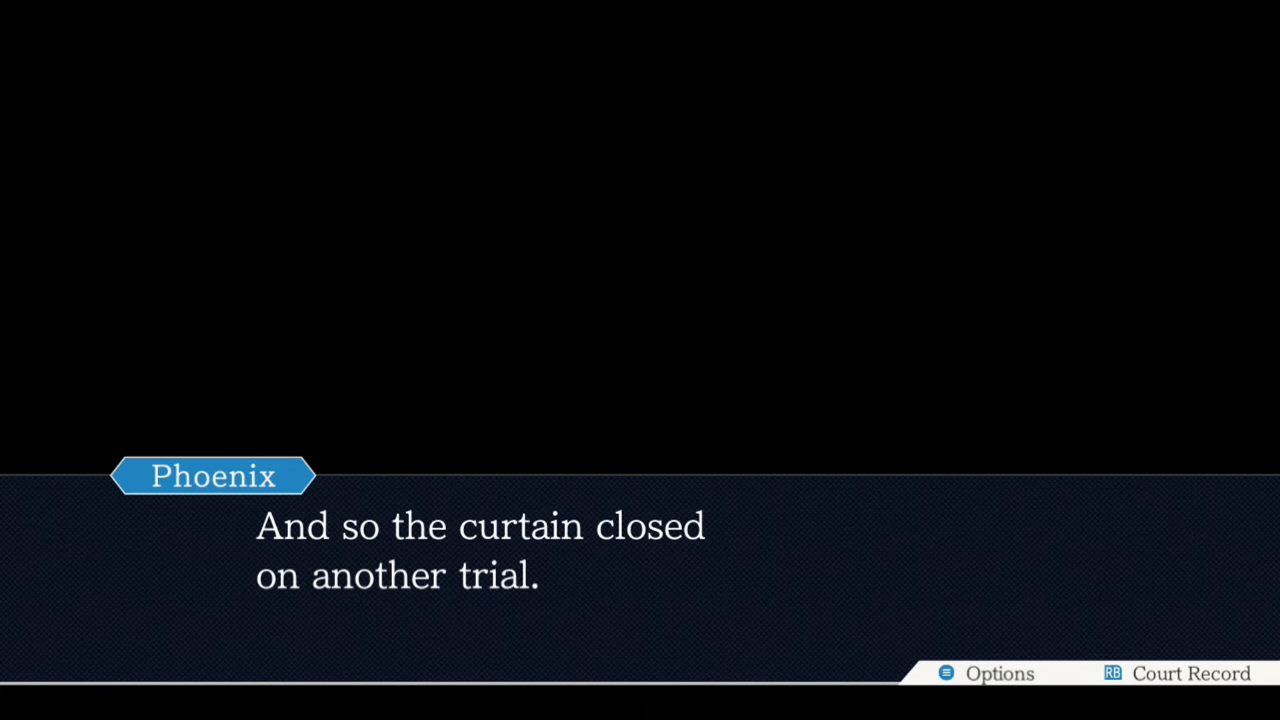 Phoenix
And so the curtain closed
on another trial.
Options
RB Court Record